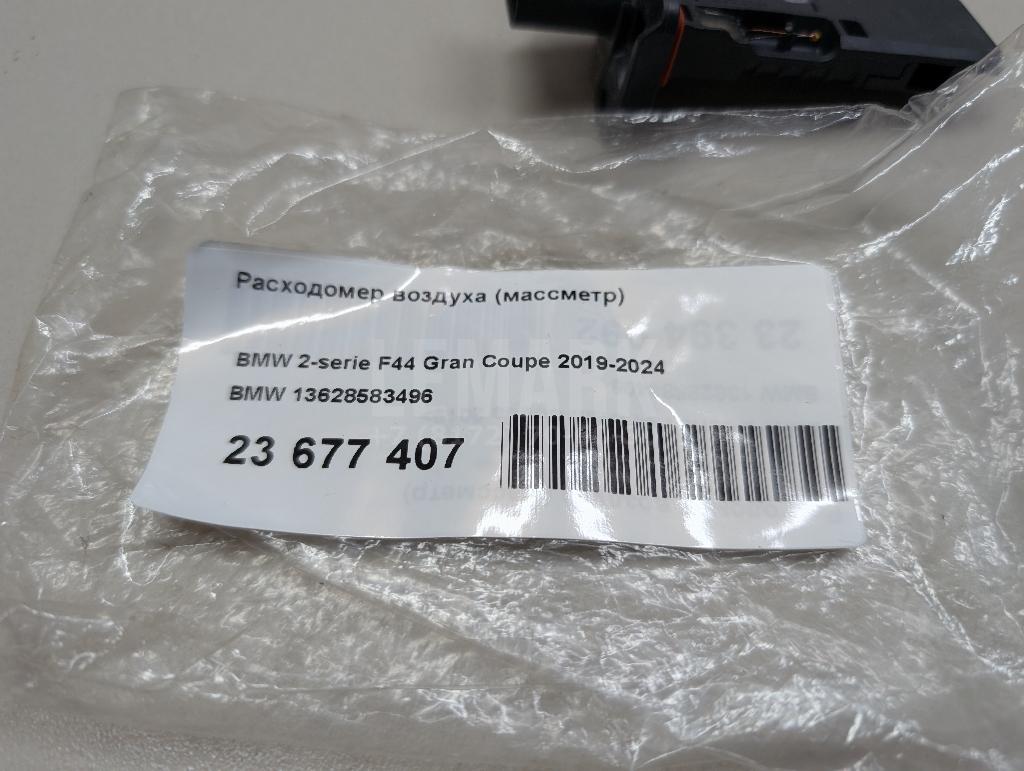 Расходомер воздуха (массметр)
BMW 2-serie F44 Gran Coupe 2019-2024
BMW 13628583496
23 677 407